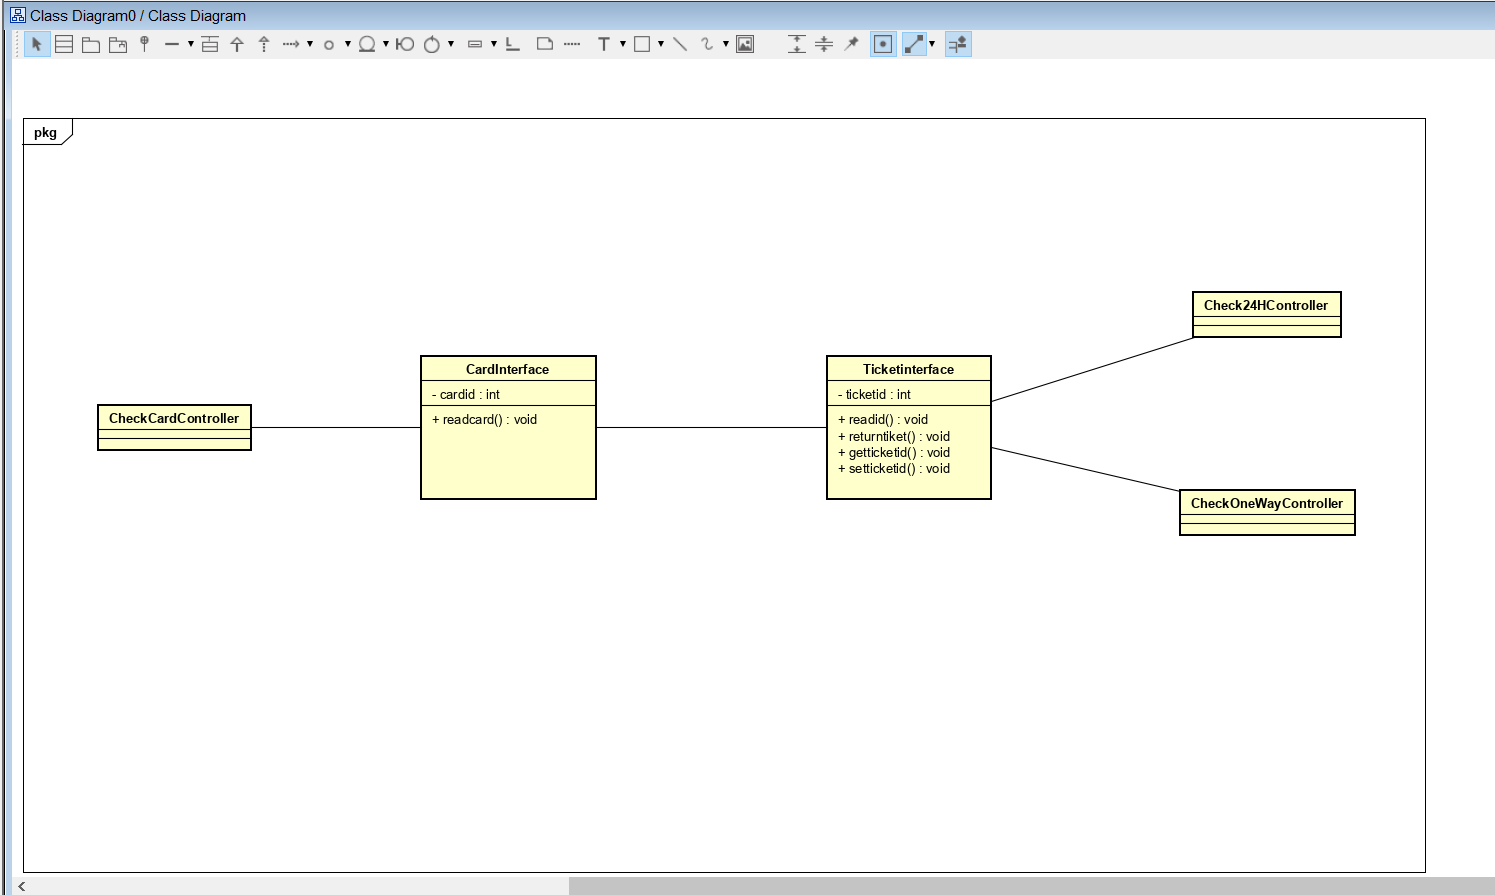 Class Diagram0 / Class Diagram
pkg
CheckCardController
CardInterface
- cardid : int
+ readcard() : void
Ticketinterface
- ticketid : int
+ readid() : void
+ returntiket() : void
+ getticketid() : void
+ setticketid() : void
Check24HController
CheckOneWayController